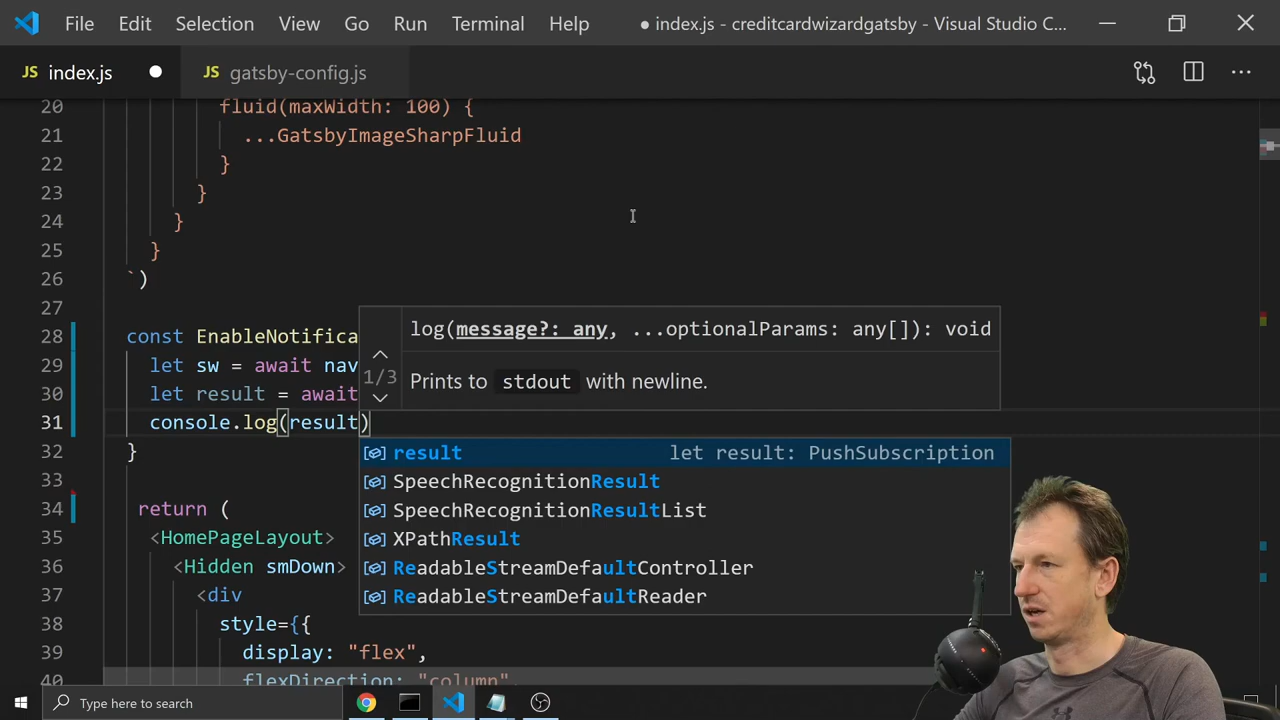 File Edit Selection View Go Run Terminal Help ● index.js - creditcardwizardgatsby - Visual Studio C...
JS index.js
JS gatsby-config.js
20 fluid(maxWidth: 100) {
21 ...GatsbyImageSharpFluid
22 }
23 }
24 }
25 }
26 `)
27
28 const EnableNotifica
29 let sw = await nav
30 let result = await
31 console.log(result)
32 }
33
34 return (
35 <HomePageLayout>
36 <Hidden smDown>
37 <div
38 style={{
39 display: "flex",
40 flexDirection: "column",
1/3
log(message?: any, ...optionalParams: any[]): void
Prints to stdout with newline.
result let result: PushSubscription
SpeechRecognitionResult
SpeechRecognitionResultList
XPathResult
ReadableStreamDefaultController
ReadableStreamDefaultReader
Type here to search